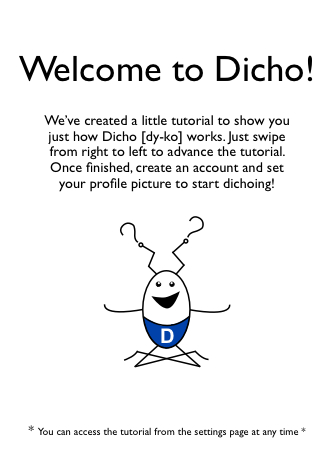 Welcome to Dicho!
We've created a little tutorial to show you
just how Dicho [dy-ko] works. Just swipe
from right to left to advance the tutorial.
Once finished, create an account and set
your profile picture to start dichoing!
? ?
D
* You can access the tutorial from the settings page at any time *